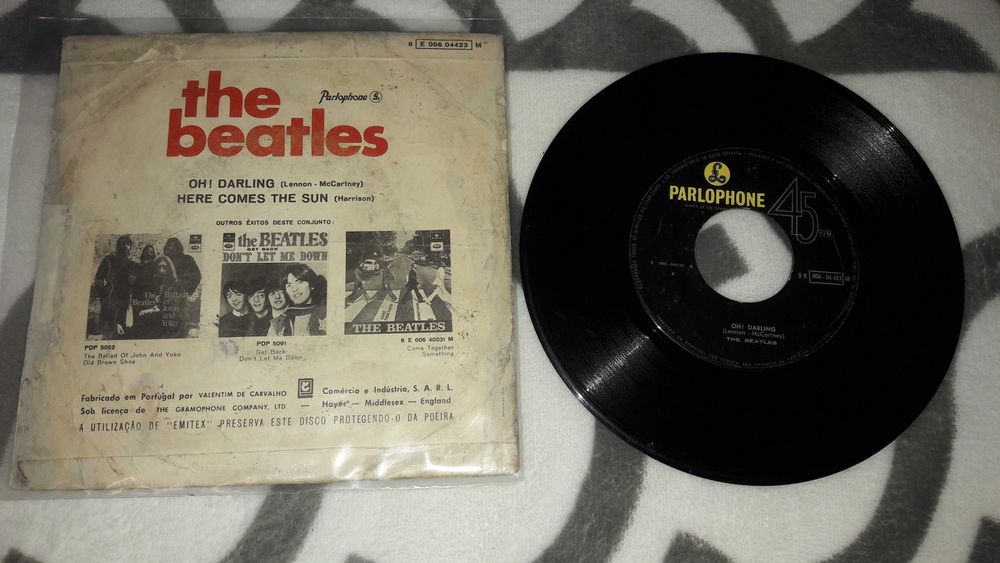 8 E 006 04423 M
the
beatles
Parlophone
OH! DARLING (Lennon - McCartney)
HERE COMES THE SUN (Harrison)
OUTROS ÊXITOS DESTE CONJUNTO:
The Beatles
Ballad of John and Yoko
the BEATLES
GET BACK
DON'T LET ME DOWN
THE BEATLES
PDP 5092
The Ballad Of John And Yoko
Old Brown Shoe
PDP 5091
Get Back
Don't Let Me Down
8 E 006 40031 M
Come Together
Something
Fabricado em Portugal por VALENTIM DE CARVALHO
Comércio e Indústria, S. A. R. L.
Sob licença de THE GRAMOPHONE COMPANY, LTD —
Hayes — Middlesex — England
A UTILIZAÇÃO DE "EMITEX" PRESERVA ESTE DISCO PROTEGENDO-O DA POEIRA
£
PARLOPHONE
45
RPM
8 E 006-04.423 M
OH! DARLING
(Lennon - McCartney)
THE BEATLES